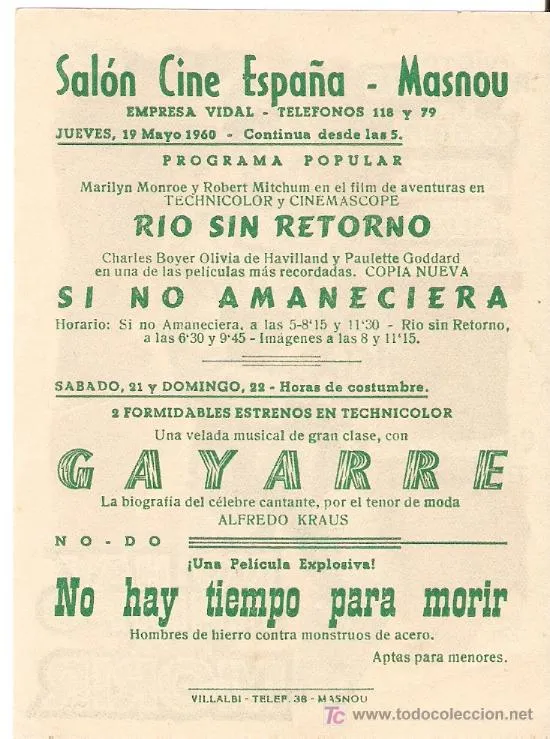 Salón Cine España - Masnou
EMPRESA VIDAL - TELEFONOS 118 y 79
JUEVES, 19 Mayo 1960 - Continua desde las 5.
PROGRAMA POPULAR
Marilyn Monroe y Robert Mitchum en el film de aventuras en
TECHNICOLOR y CINEMASCOPE
RIO SIN RETORNO
Charles Boyer Olivia de Havilland y Paulette Goddard
en una de las películas más recordadas. COPIA NUEVA
SI NO AMANECIERA
Horario: Si no Amaneciera, a las 5-8'15 y 11'30 - Rio sin Retorno,
a las 6'30 y 9'45 - Imágenes a las 8 y 11'15.
SABADO, 21 y DOMINGO, 22 - Horas de costumbre.
2 FORMIDABLES ESTRENOS EN TECHNICOLOR
Una velada musical de gran clase, con
GAYARRE
La biografía del célebre cantante, por el tenor de moda
ALFREDO KRAUS
NO-DO
¡Una Película Explosiva!
No hay tiempo para morir
Hombres de hierro contra monstruos de acero.
Aptas para menores.
VILLALBI - TELEF. 38 - MASNOU
TC www.todocoleccion.net